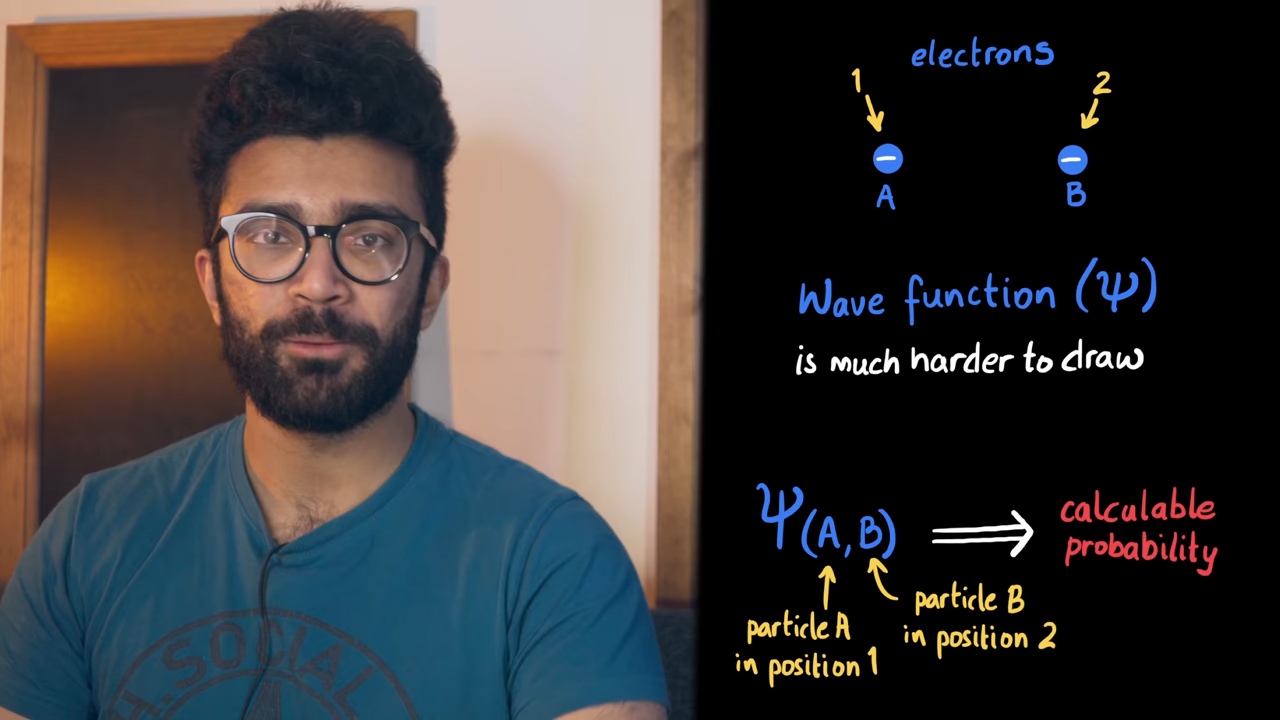 electrons
1
2
A
B
Wave function (Ψ)
is much harder to draw
Ψ(A, B)
calculable
probability
particle A
in position 1
particle B
in position 2
H.SOCIAL